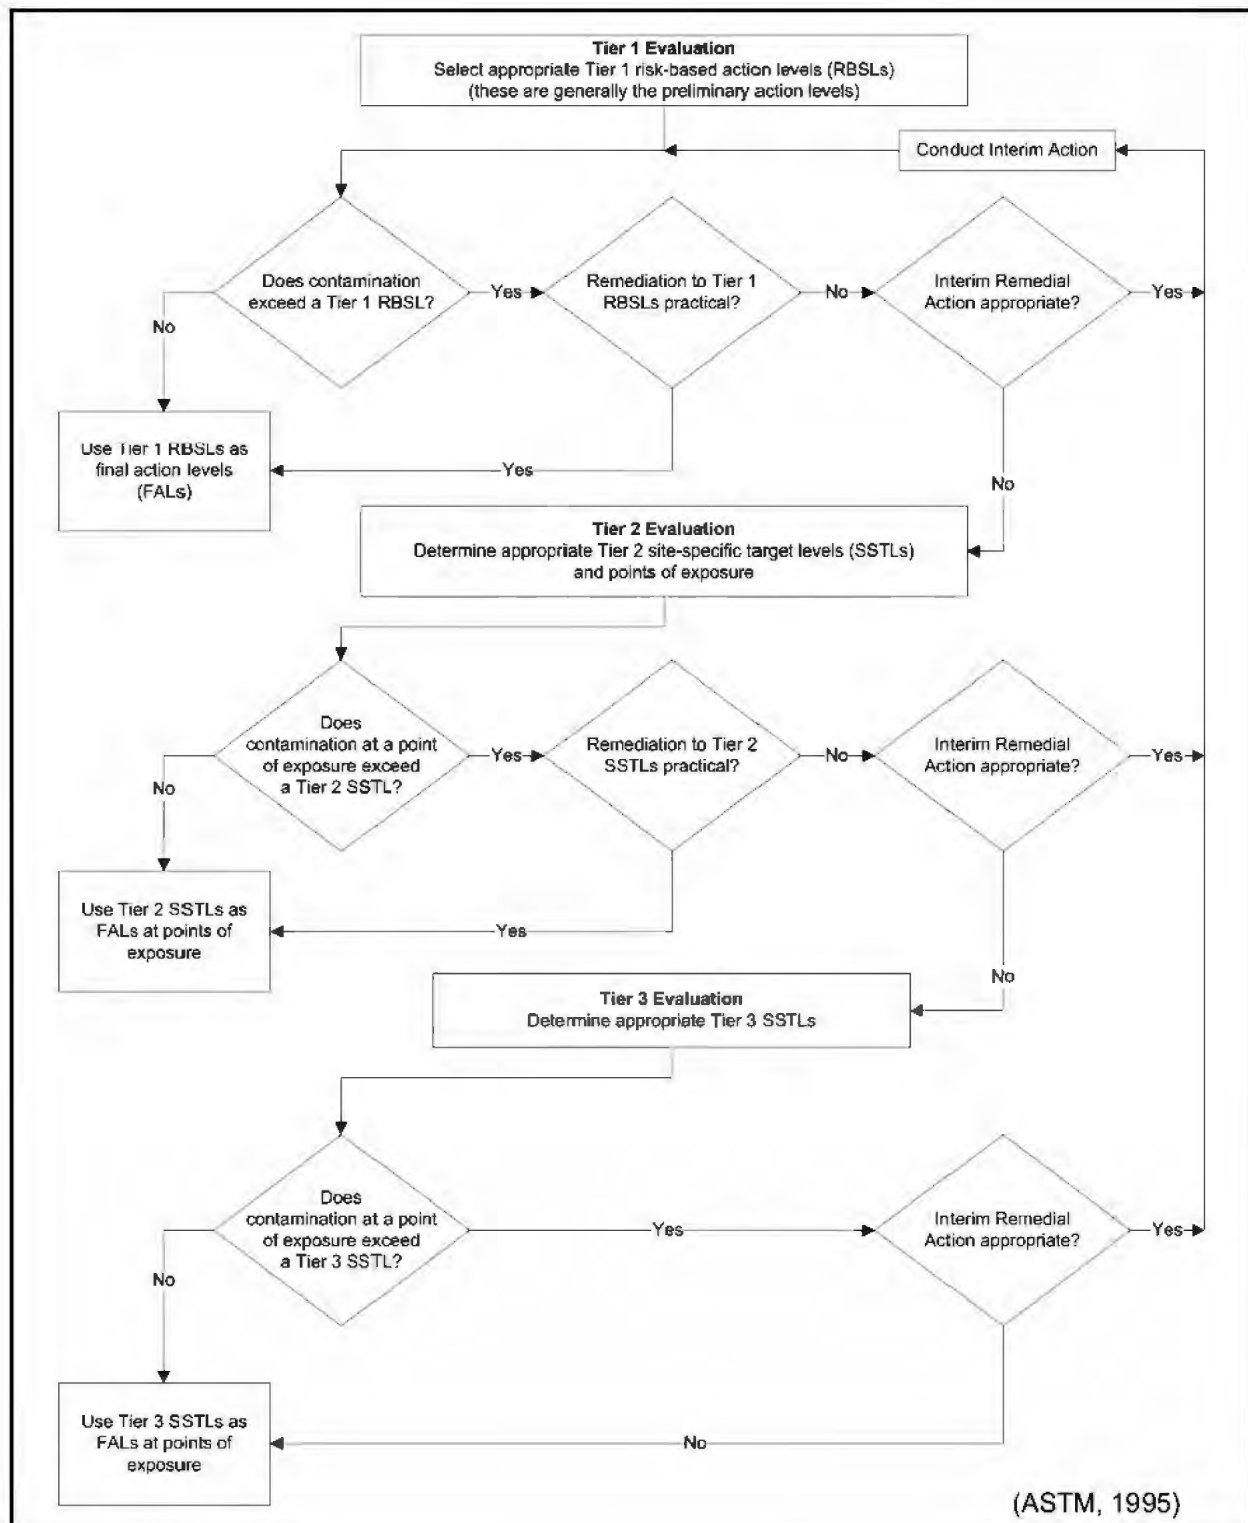 Tier 1 Evaluation
Select appropriate Tier 1 risk-based action levels (RBSLs)
(these are generally the preliminary action levels)
Conduct Interim Action
Does contamination
exceed a Tier 1 RBSL?
Yes
Remediation to Tier 1
RBSLs practical?
No
Interim Remedial
Action appropriate?
Yes
No
Use Tier 1 RBSLs as
final action levels
(FALs)
Yes
No
Tier 2 Evaluation
Determine appropriate Tier 2 site-specific target levels (SSTLs)
and points of exposure
Does
contamination at a point
of exposure exceed
a Tier 2 SSTL?
Yes
Remediation to Tier 2
SSTLs practical?
No
Interim Remedial
Action appropriate?
Yes
No
Use Tier 2 SSTLs as
FALs at points of
exposure
Yes
No
Tier 3 Evaluation
Determine appropriate Tier 3 SSTLs
Does
contamination at a point
of exposure exceed
a Tier 3 SSTL?
Yes
Interim Remedial
Action appropriate?
Yes
No
Use Tier 3 SSTLs as
FALs at points of
exposure
No
(ASTM, 1995)